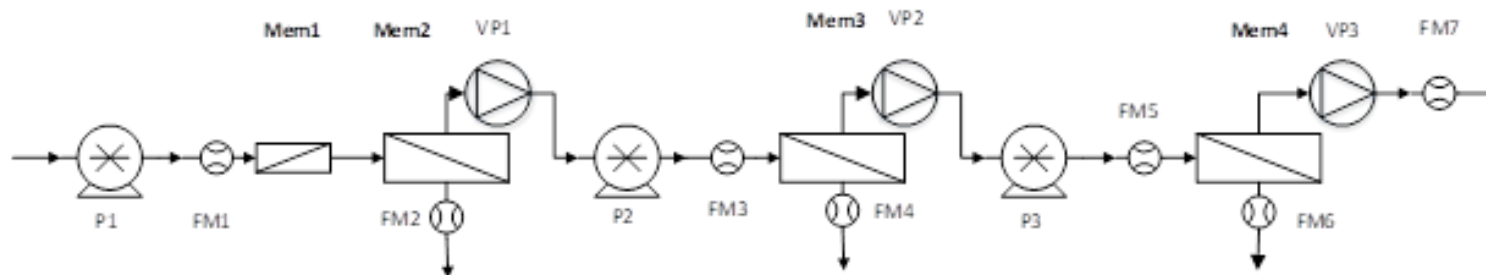 Mem1 Mem2 VP1 Mem3 VP2 Mem4 VP3 FM7
FM5
P1 FM1 FM2 P2 FM3 FM4 P3 FM6